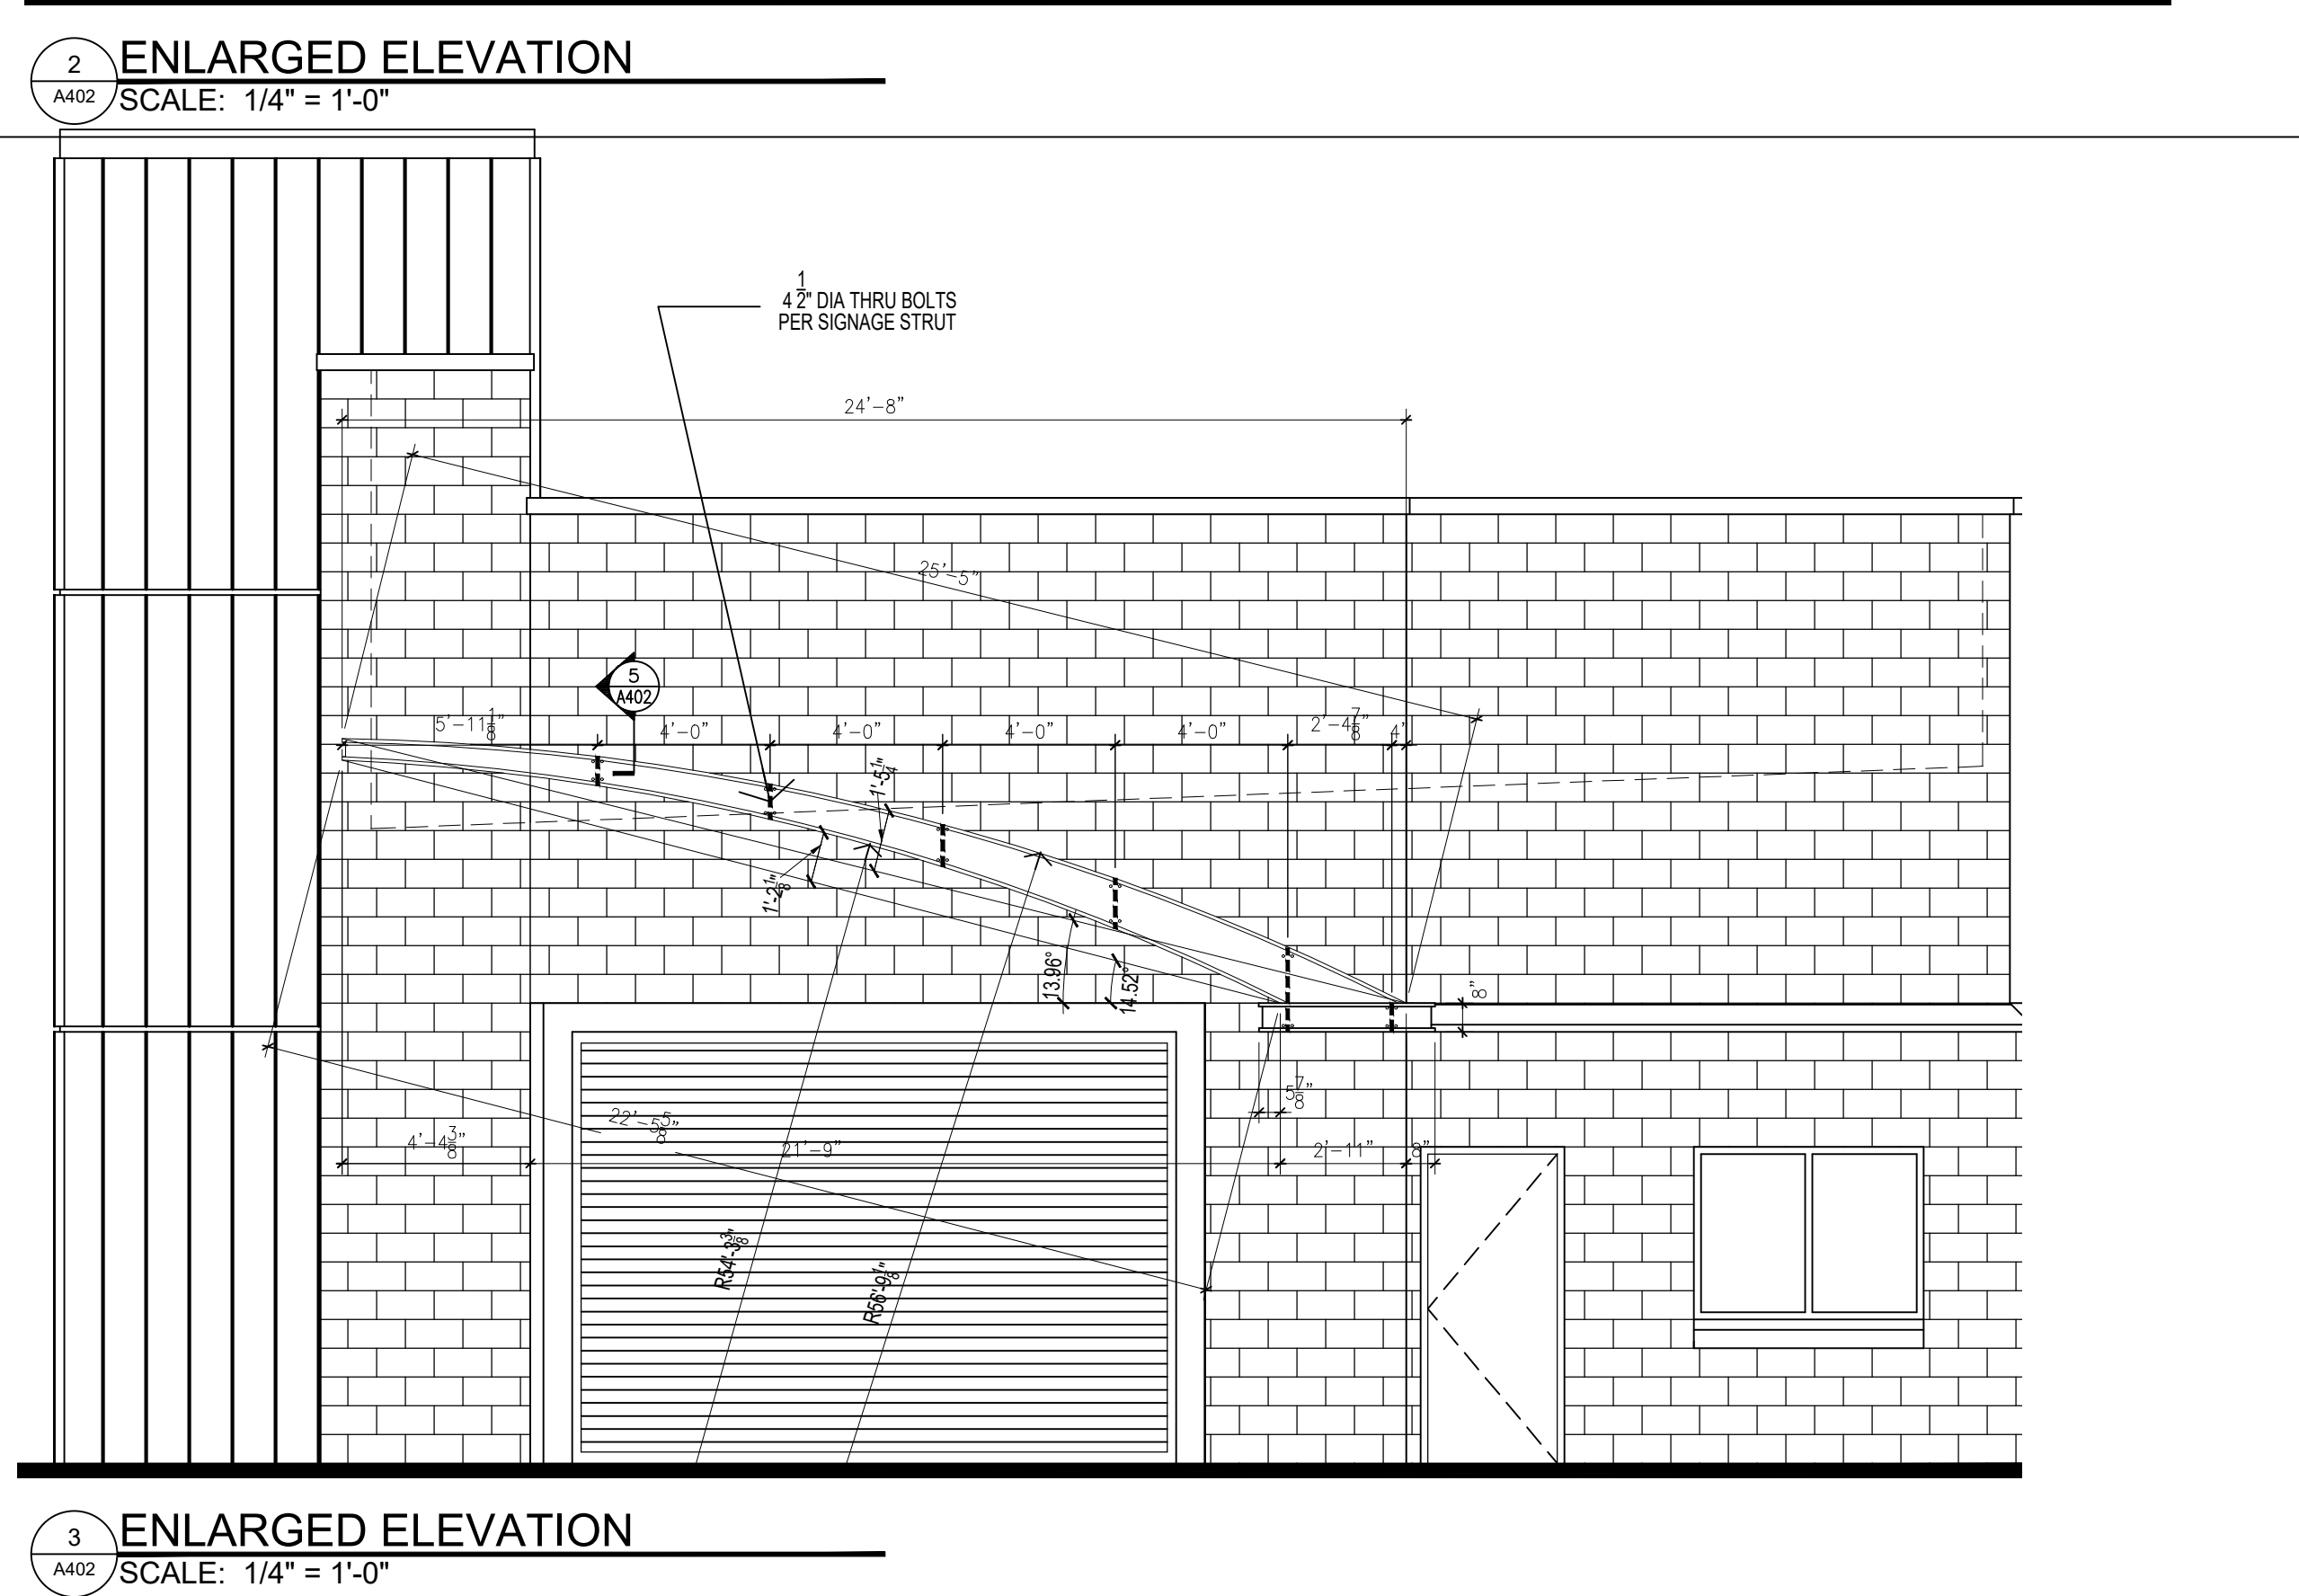 2
A402
ENLARGED ELEVATION
SCALE: 1/4" = 1'-0"
4 1/2" DIA THRU BOLTS
PER SIGNAGE STRUT
24'-8"
25'-5"
5
A402
5'-11 1/8"
4'-0"
4'-0"
4'-0"
4'-0"
2'-4 7/8"
4"
1'-5 1/4"
1'-2 1/8"
13.96°
14.52°
8"
5 7/8"
22'-5 5/8"
4'-4 3/8"
21'-9"
2'-11"
8"
R54'-3 3/8"
R56'-9 1/8"
3
A402
ENLARGED ELEVATION
SCALE: 1/4" = 1'-0"